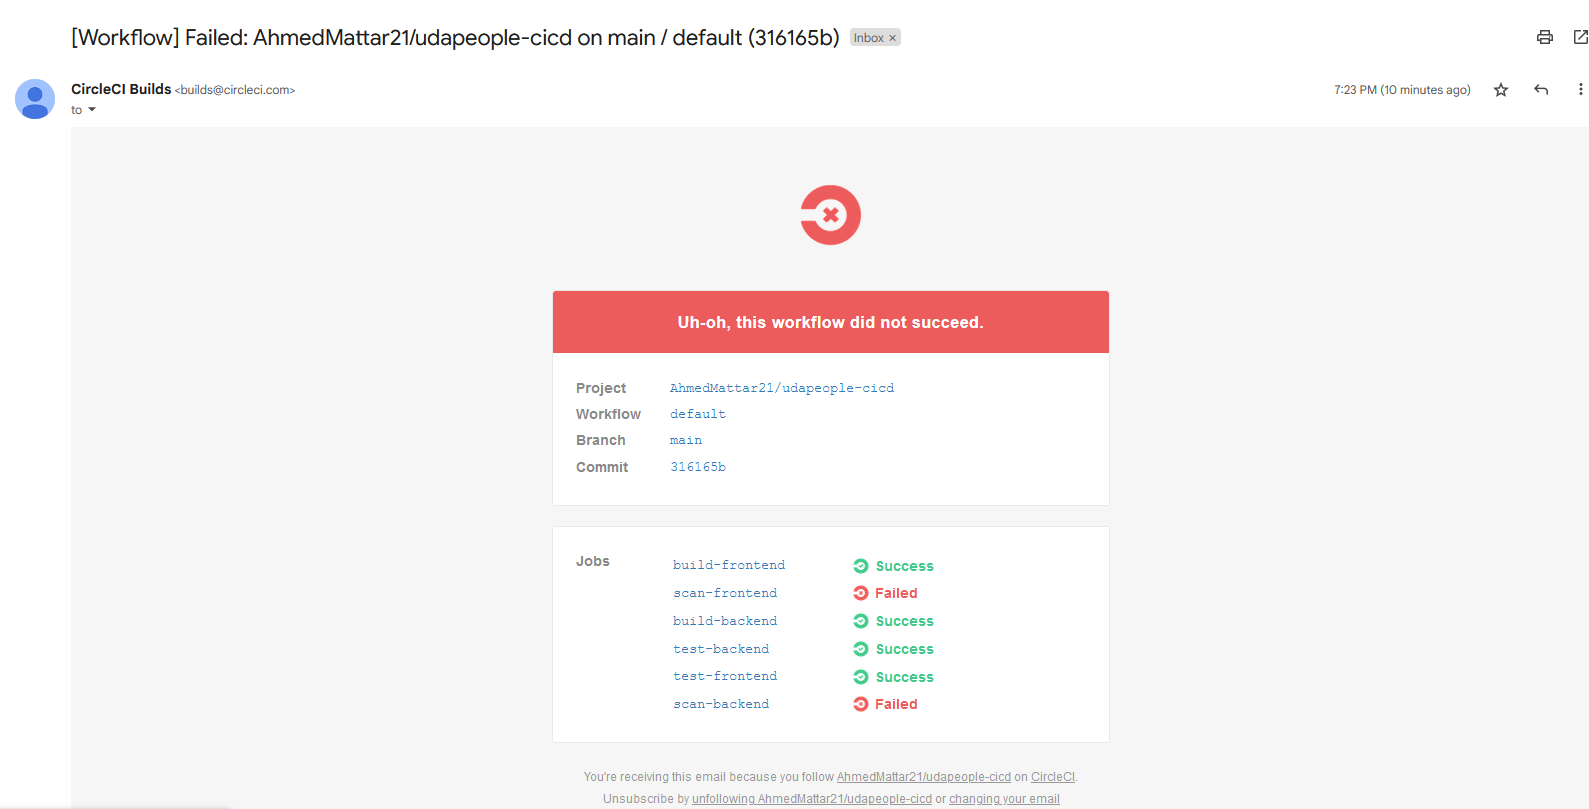 [Workflow] Failed: AhmedMattar21/udapeople-cicd on main / default (316165b) Inbox ×
CircleCI Builds <builds@circleci.com> 7:23 PM (10 minutes ago)
to
Uh-oh, this workflow did not succeed.
Project AhmedMattar21/udapeople-cicd
Workflow default
Branch main
Commit 316165b
Jobs
build-frontend Success
scan-frontend Failed
build-backend Success
test-backend Success
test-frontend Success
scan-backend Failed
You're receiving this email because you follow AhmedMattar21/udapeople-cicd on CircleCI.
Unsubscribe by unfollowing AhmedMattar21/udapeople-cicd or changing your email